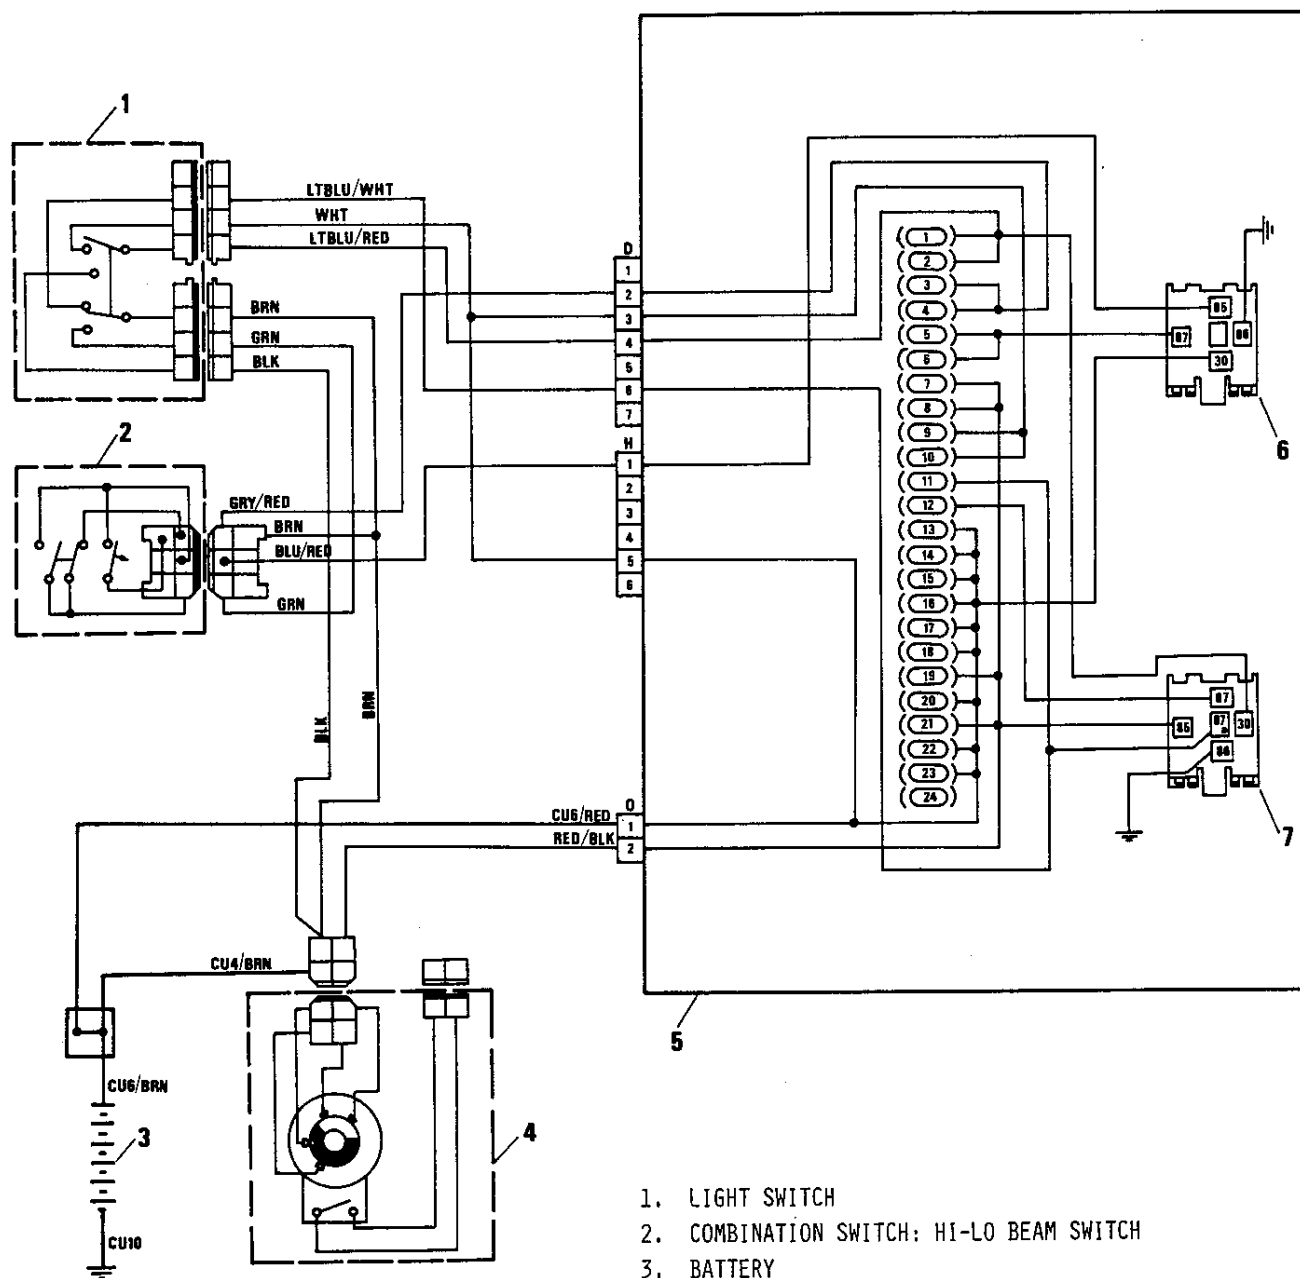 1
LTBLU/WHT
WHT
LTBLU/RED
BRN
GRN
BLK
2
GRY/RED
BRN
BLU/RED
GRN
BLK
BRN
D
1
2
3
4
5
6
7
H
1
2
3
4
5
6
O
CU6/RED
1
RED/BLK
2
1
2
3
4
5
6
7
8
9
10
11
12
13
14
15
16
17
18
19
20
21
22
23
24
85
87
86
30
6
87
85
87
30
86
7
CU4/BRN
5
CU6/BRN
3
4
CU10
1. LIGHT SWITCH
2. COMBINATION SWITCH: HI-LO BEAM SWITCH
3. BATTERY